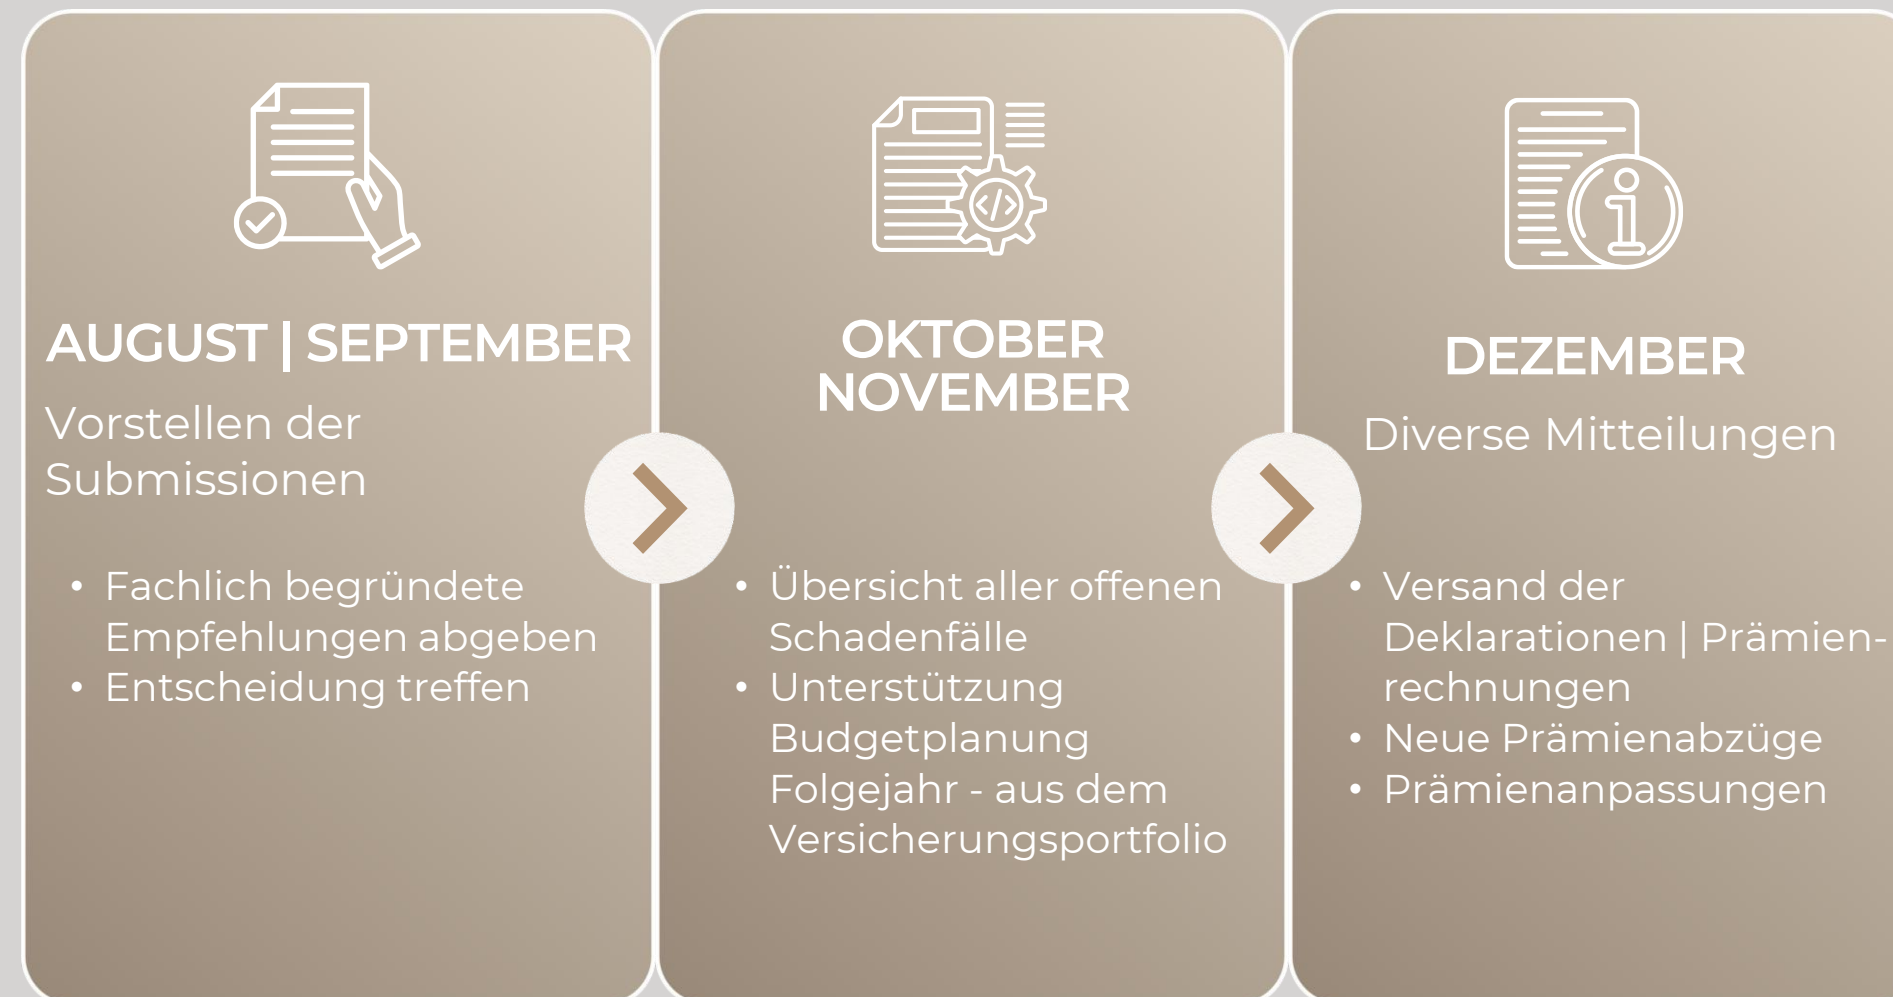 AUGUST | SEPTEMBER
Vorstellen der
Submissionen
• Fachlich begründete
Empfehlungen abgeben
• Entscheidung treffen
OKTOBER
NOVEMBER
• Übersicht aller offenen
Schadenfälle
• Unterstützung
Budgetplanung
Folgejahr - aus dem
Versicherungsportfolio
DEZEMBER
Diverse Mitteilungen
• Versand der
Deklarationen | Prämien-
rechnungen
• Neue Prämienabzüge
• Prämienanpassungen